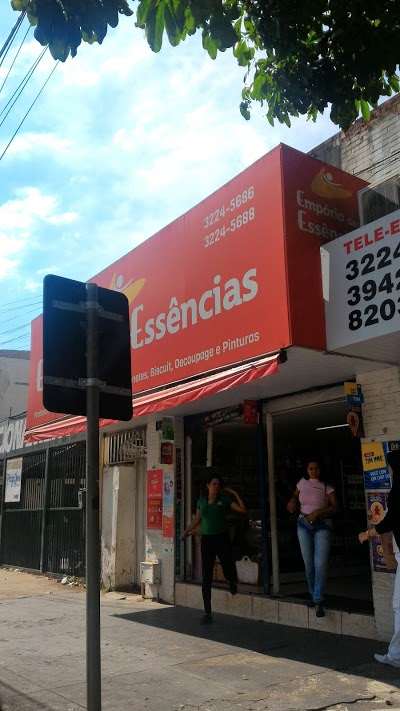 3224-5686
3224-5688
Essências
Biscuit, Decoupage e Pinturas
Empório
Essên
TELE-E
3224
3942
8203